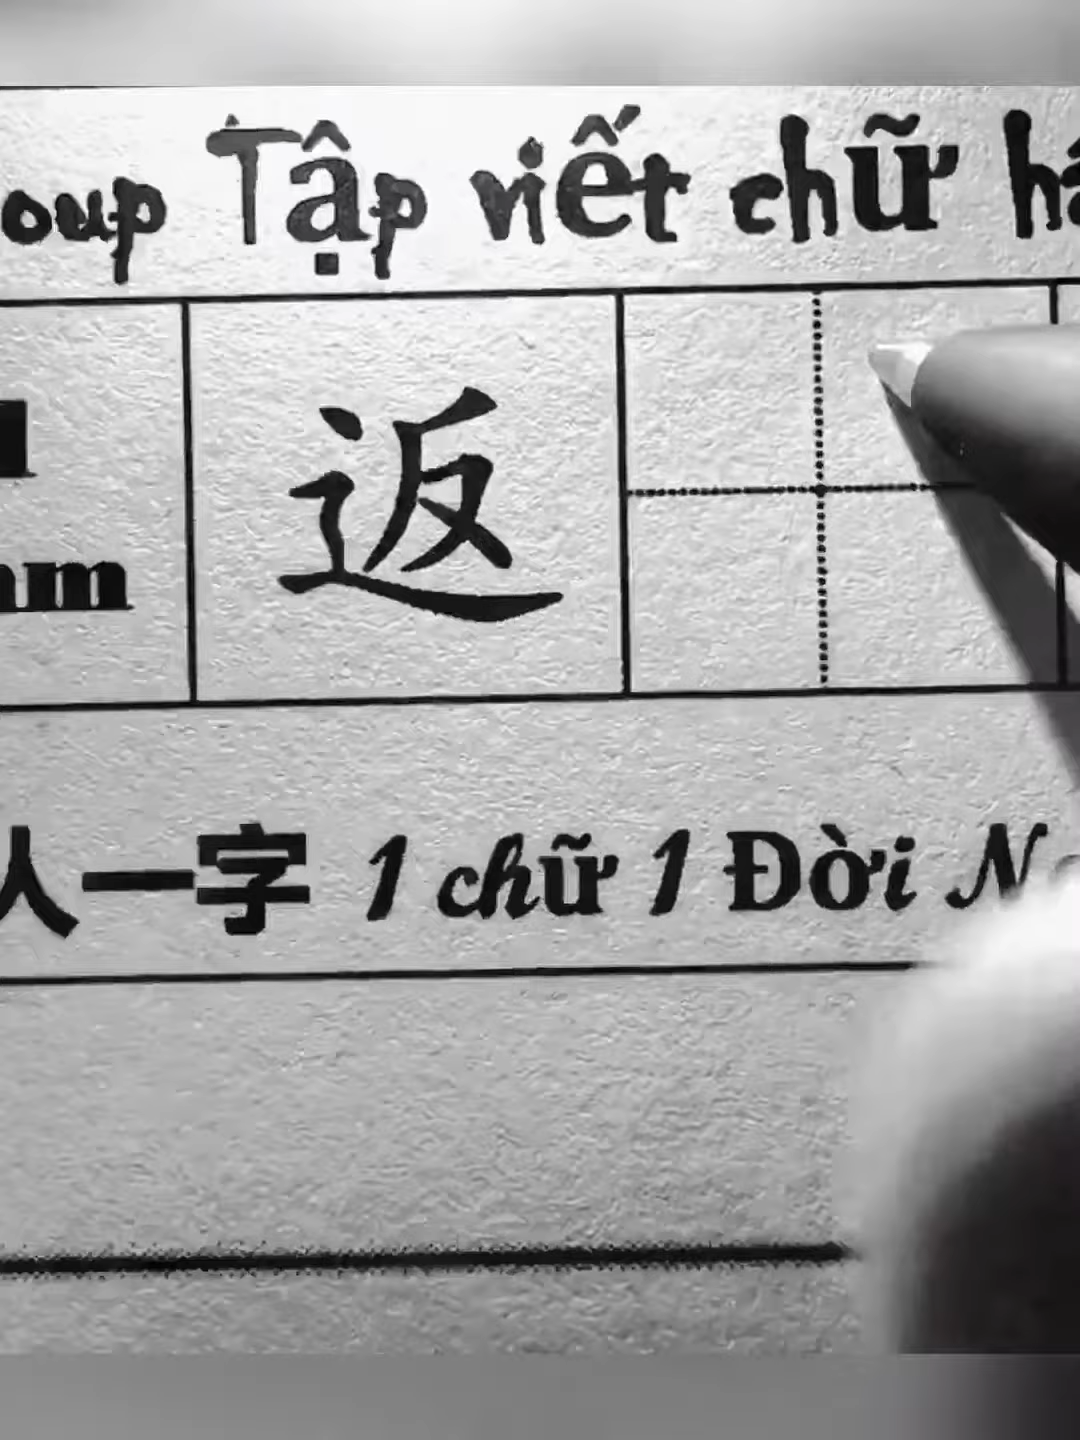 oup Tập viết chữ h
返
人一字 1 chữ 1 Đời